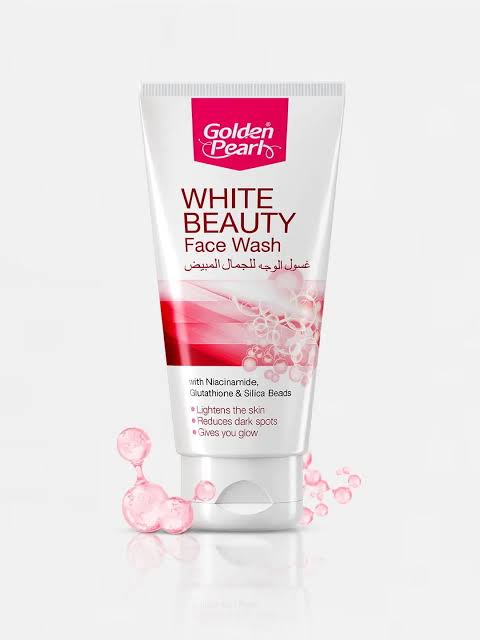 Golden®
Pearl
WHITE
BEAUTY
Face Wash
غسول الوجه للجمال المبيض
with Niacinamide,
Glutathione & Silica Beads
• Lightens the skin
• Reduces dark spots
• Gives you glow